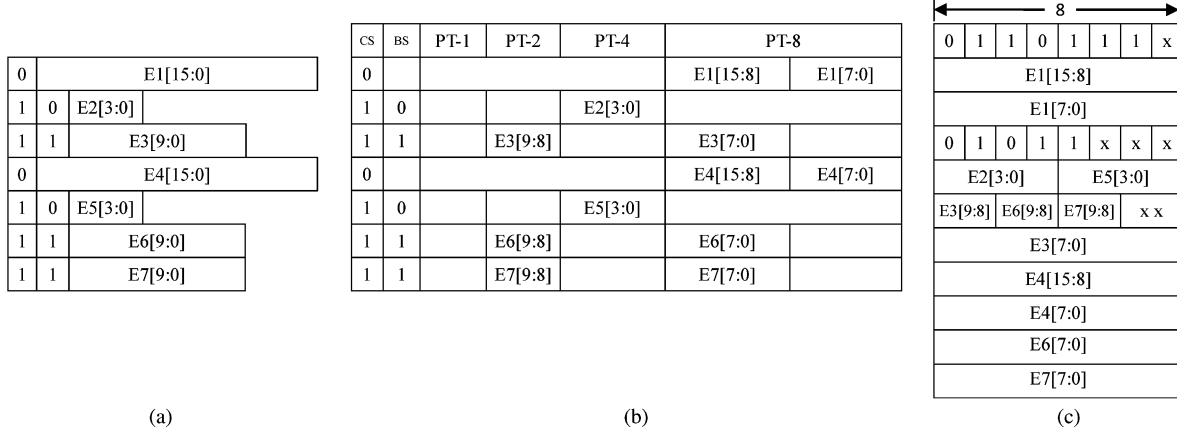 0 E1[15:0]
1 0 E2[3:0]
1 1 E3[9:0]
0 E4[15:0]
1 0 E5[3:0]
1 1 E6[9:0]
1 1 E7[9:0]
(a)
CS BS PT-1 PT-2 PT-4 PT-8
0 E1[15:8] E1[7:0]
1 0 E2[3:0]
1 1 E3[9:8] E3[7:0]
0 E4[15:8] E4[7:0]
1 0 E5[3:0]
1 1 E6[9:8] E6[7:0]
1 1 E7[9:8] E7[7:0]
(b)
8
0 1 1 0 1 1 1 x
E1[15:8]
E1[7:0]
0 1 0 1 1 x x x
E2[3:0] E5[3:0]
E3[9:8] E6[9:8] E7[9:8] x x
E3[7:0]
E4[15:8]
E4[7:0]
E6[7:0]
E7[7:0]
(c)